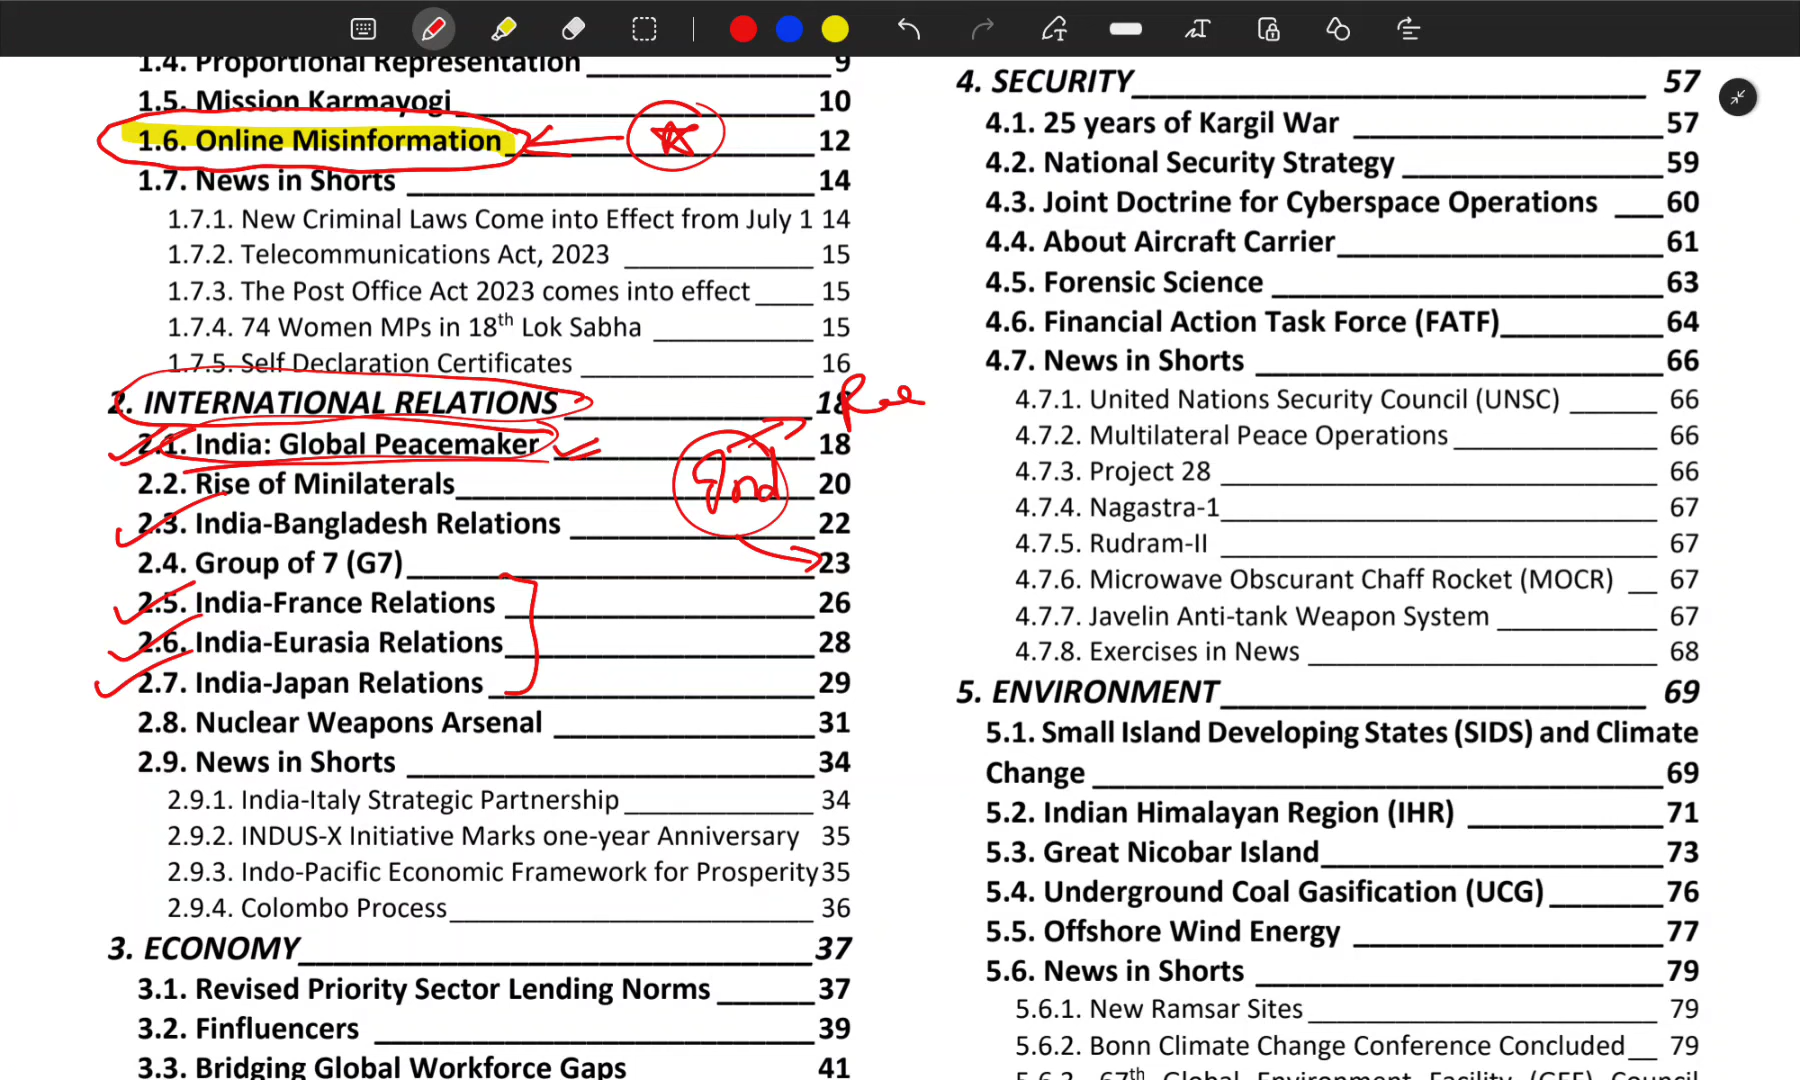 1.4. Proportional Representation 9
1.5. Mission Karmayogi 10
1.6. Online Misinformation 12
1.7. News in Shorts 14
1.7.1. New Criminal Laws Come into Effect from July 1 14
1.7.2. Telecommunications Act, 2023 15
1.7.3. The Post Office Act 2023 comes into effect 15
1.7.4. 74 Women MPs in 18th Lok Sabha 15
1.7.5. Self Declaration Certificates 16
2. INTERNATIONAL RELATIONS 18
2.1. India: Global Peacemaker 18
2.2. Rise of Minilaterals 20
Ind
2.3. India-Bangladesh Relations 22
2.4. Group of 7 (G7) 23
2.5. India-France Relations 26
2.6. India-Eurasia Relations 28
2.7. India-Japan Relations 29
2.8. Nuclear Weapons Arsenal 31
2.9. News in Shorts 34
2.9.1. India-Italy Strategic Partnership 34
2.9.2. INDUS-X Initiative Marks one-year Anniversary 35
2.9.3. Indo-Pacific Economic Framework for Prosperity 35
2.9.4. Colombo Process 36
3. ECONOMY 37
3.1. Revised Priority Sector Lending Norms 37
3.2. Finfluencers 39
3.3. Bridging Global Workforce Gaps 41
4. SECURITY 57
4.1. 25 years of Kargil War 57
4.2. National Security Strategy 59
4.3. Joint Doctrine for Cyberspace Operations 60
4.4. About Aircraft Carrier 61
4.5. Forensic Science 63
4.6. Financial Action Task Force (FATF) 64
4.7. News in Shorts 66
4.7.1. United Nations Security Council (UNSC) 66
4.7.2. Multilateral Peace Operations 66
4.7.3. Project 28 66
4.7.4. Nagastra-1 67
4.7.5. Rudram-II 67
4.7.6. Microwave Obscurant Chaff Rocket (MOCR) 67
4.7.7. Javelin Anti-tank Weapon System 67
4.7.8. Exercises in News 68
5. ENVIRONMENT 69
5.1. Small Island Developing States (SIDS) and Climate
Change 69
5.2. Indian Himalayan Region (IHR) 71
5.3. Great Nicobar Island 73
5.4. Underground Coal Gasification (UCG) 76
5.5. Offshore Wind Energy 77
5.6. News in Shorts 79
5.6.1. New Ramsar Sites 79
5.6.2. Bonn Climate Change Conference Concluded 79
5.6.3. 67th Global Environment Facility (GEF) Council